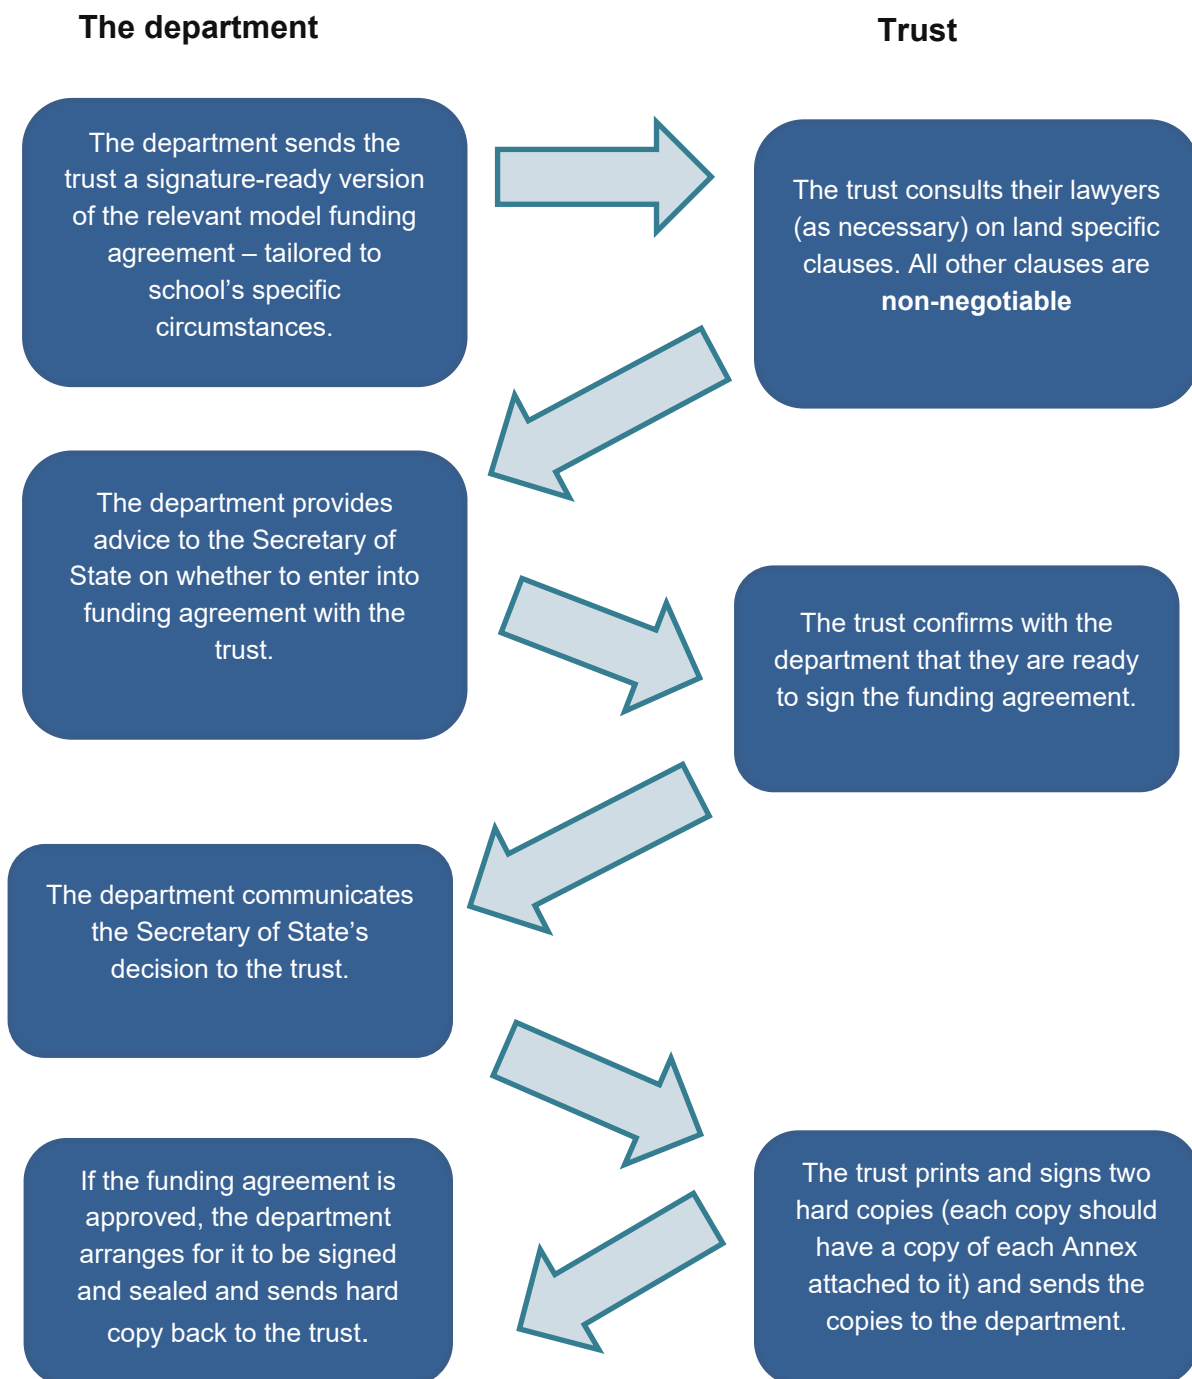 The department
Trust
The department sends the
trust a signature-ready version
of the relevant model funding
agreement – tailored to
school’s specific
circumstances.
The trust consults their lawyers
(as necessary) on land specific
clauses. All other clauses are
non-negotiable
The department provides
advice to the Secretary of
State on whether to enter into
funding agreement with the
trust.
The trust confirms with the
department that they are ready
to sign the funding agreement.
The department communicates
the Secretary of State’s
decision to the trust.
The trust prints and signs two
hard copies (each copy should
have a copy of each Annex
attached to it) and sends the
copies to the department.
If the funding agreement is
approved, the department
arranges for it to be signed
and sealed and sends hard
copy back to the trust.